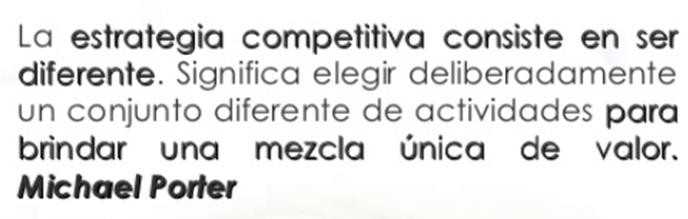 La estrategia competitiva consiste en ser
diferente. Significa elegir deliberadamente
un conjunto diferente de actividades para
brindar una mezcla única de valor.
Michael Porter